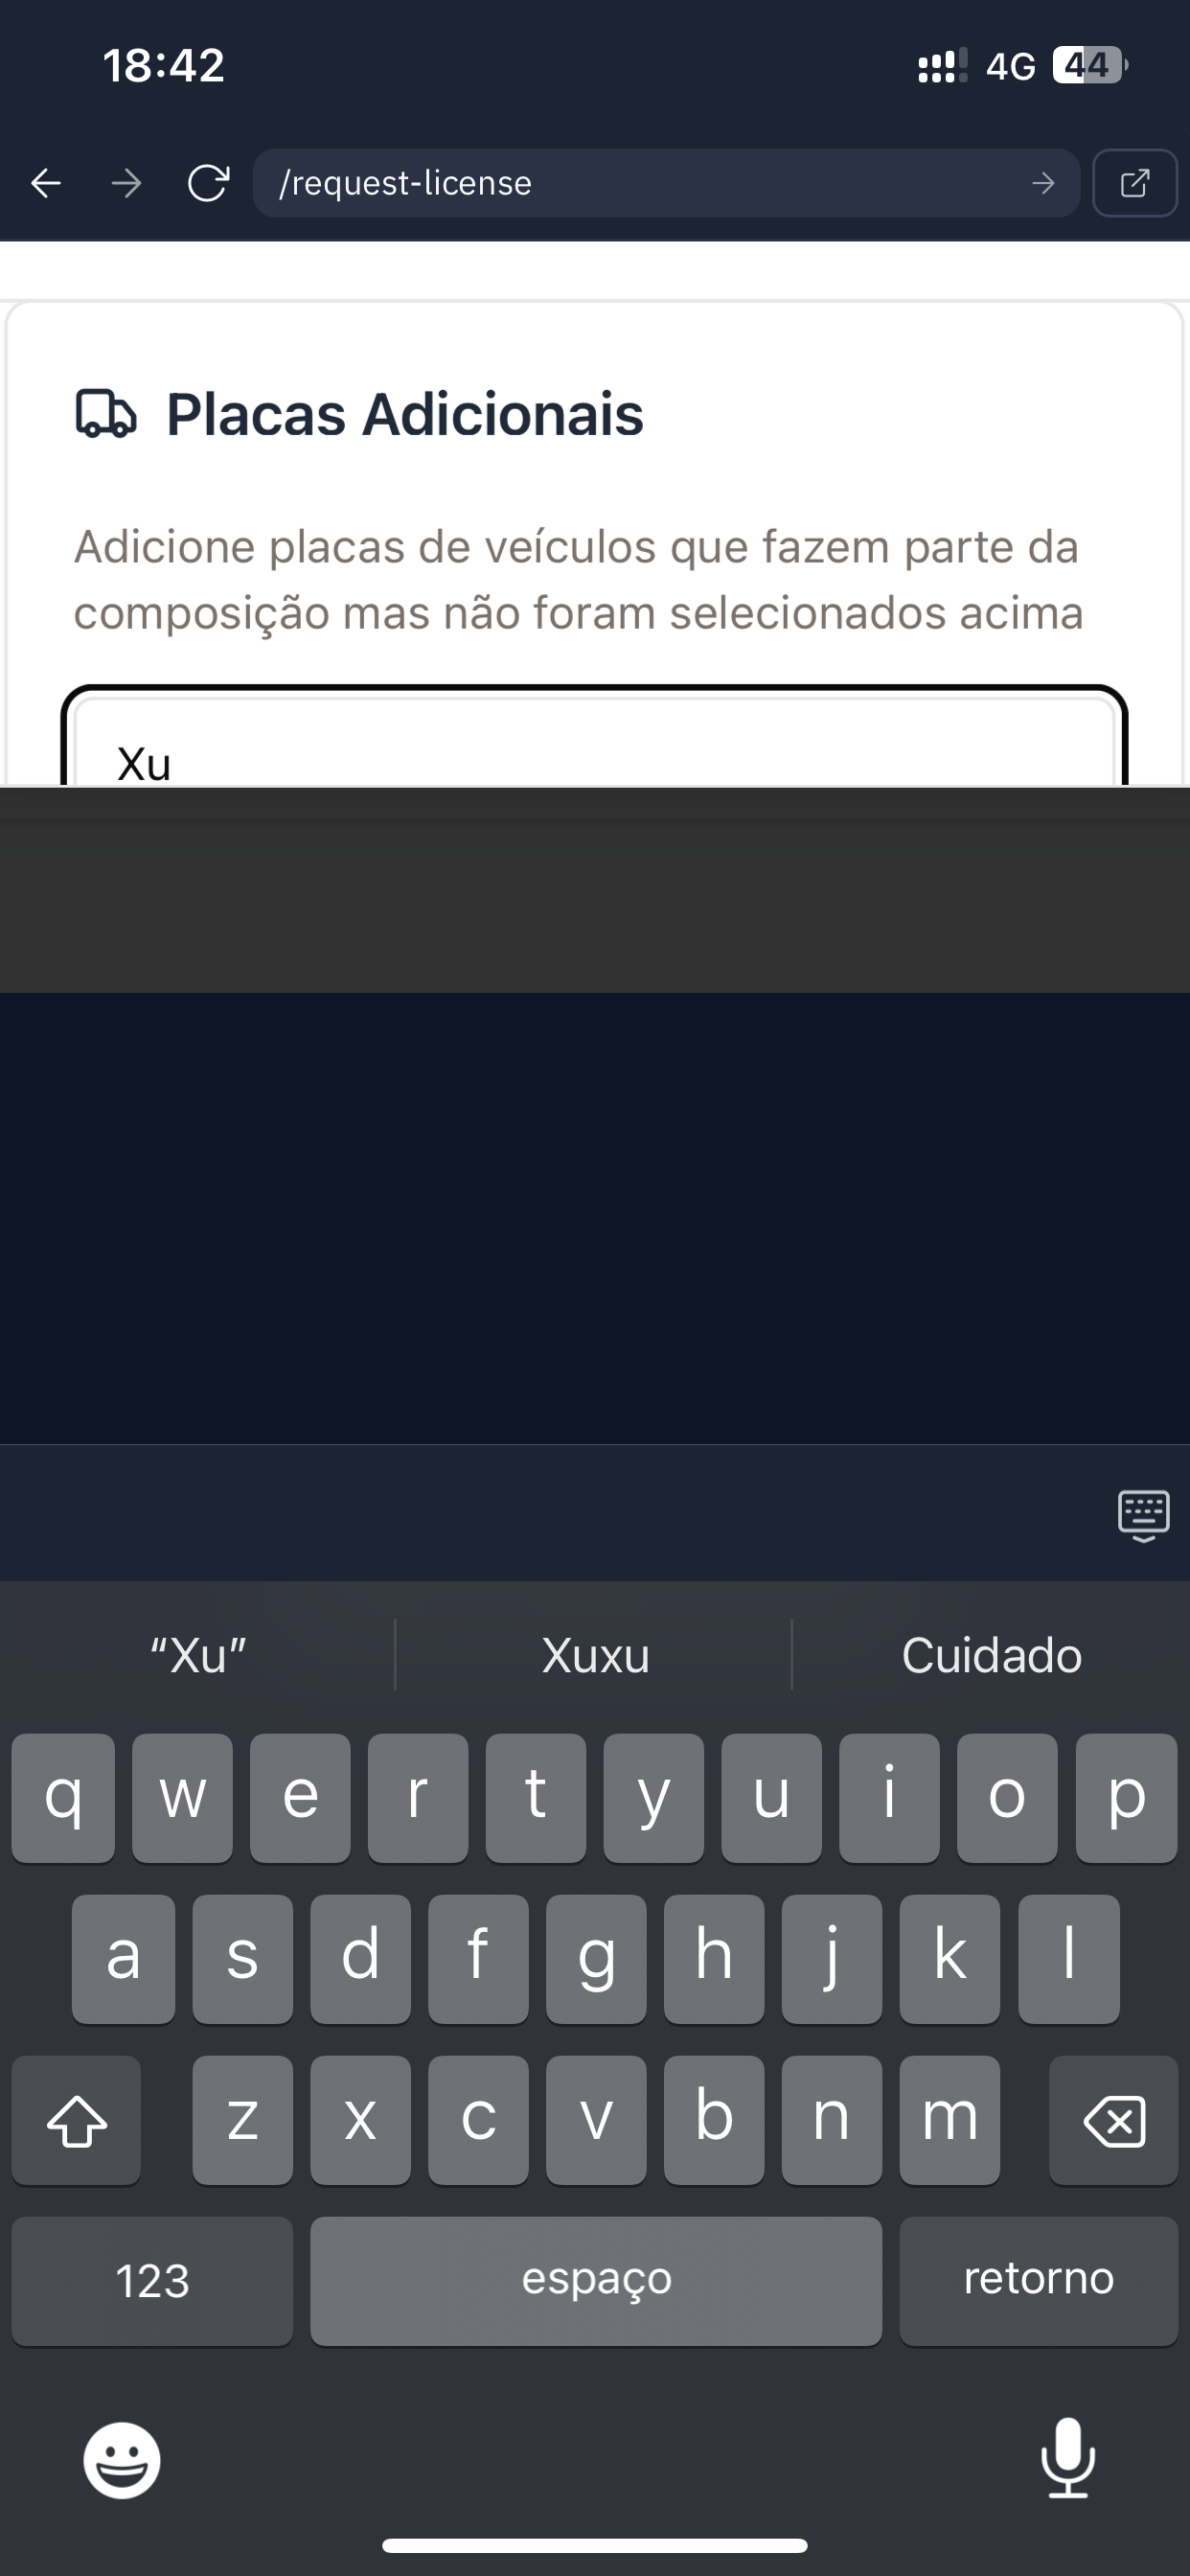 18:42
4G
44
/request-license
Placas Adicionais
Adicione placas de veículos que fazem parte da
composição mas não foram selecionados acima
Xu
“Xu” Xuxu Cuidado
q w e r t y u i o p
a s d f g h j k l
z x c v b n m
123 espaço retorno